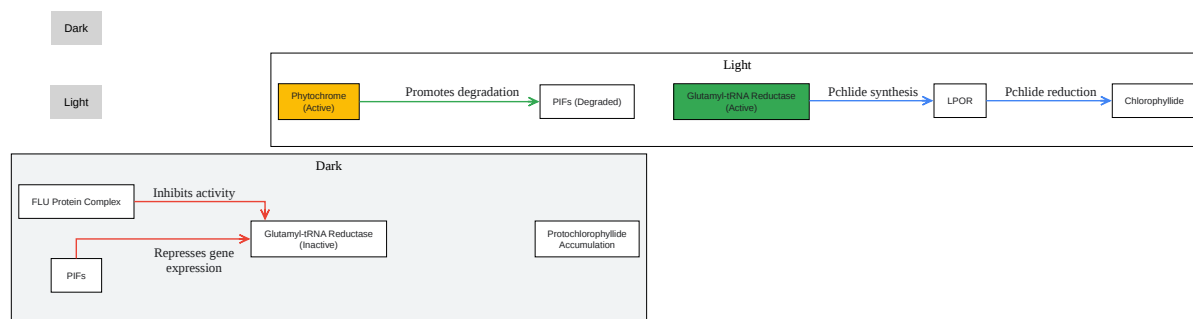 Dark
Light
Light
Phytochrome
(Active)
Promotes degradation
PIFs (Degraded)
Glutamyl-tRNA Reductase
(Active)
Pchlide synthesis
LPOR
Pchlide reduction
Chlorophyllide
Dark
FLU Protein Complex
Inhibits activity
Glutamyl-tRNA Reductase
(Inactive)
Protochlorophyllide
Accumulation
PIFs
Represses gene
expression